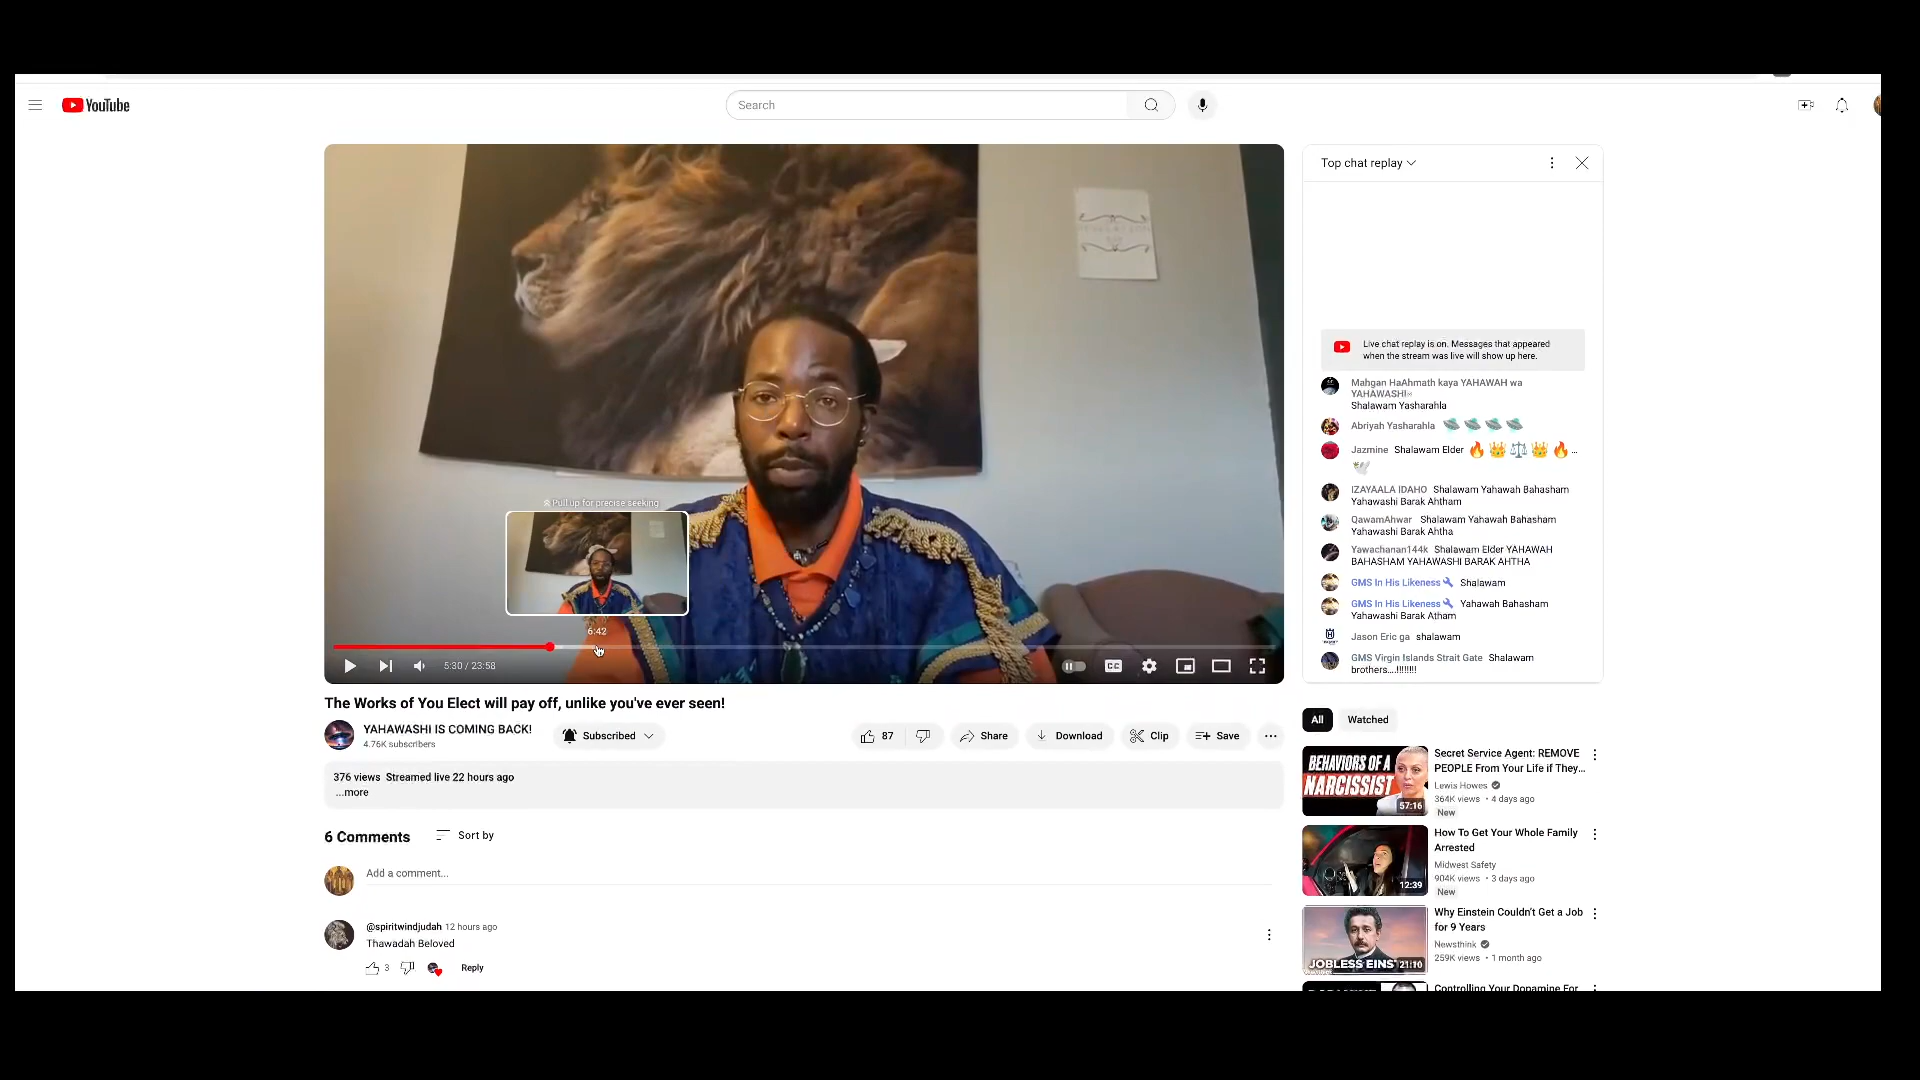 YouTube
Search
Top chat replay
Live chat replay is on. Messages that appeared
when the stream was live will show up here.
Mahgan HaAhmath kaya YAHAWAH wa
YAHAWASHI
Shalawam Yasharahla
Abriyah Yasharahla
Jazmine Shalawam Elder 🔥👑⚖️👑🔥...
IZAYAALA IDAHO Shalawam Yahawah Bahasham
Yahawashi Barak Ahtham
QawamAhwar Shalawam Yahawah Bahasham
Yahawashi Barak Ahtha
Yawachanan144k Shalawam Elder YAHAWAH
BAHASHAM YAHAWASHI BARAK AHTHA
GMS In His Likeness Shalawam
GMS In His Likeness Yahawah Bahasham
Yahawashi Barak Atham
Jason Eric ga shalawam
GMS Virgin Islands Strait Gate Shalawam
brothers....!!!!!!!!
Pull up for precise seeking
6:42
5:30 / 23:58
CC
The Works of You Elect will pay off, unlike you've ever seen!
YAHAWASHI IS COMING BACK!
4.76K subscribers
Subscribed
87
Share
Download
Clip
Save
376 views Streamed live 22 hours ago
...more
6 Comments
Sort by
Add a comment...
@spiritwindjudah 12 hours ago
Thawadah Beloved
3
Reply
All
Watched
BEHAVIORS OF A
NARCISSIST
57:16
Secret Service Agent: REMOVE
PEOPLE From Your Life if They...
Lewis Howes
364K views • 4 days ago
New
12:39
How To Get Your Whole Family
Arrested
Midwest Safety
904K views • 3 days ago
New
JOBLESS EINS
21:10
Why Einstein Couldn't Get a Job
for 9 Years
Newsthink
259K views • 1 month ago
Controlling Your Dopamine For